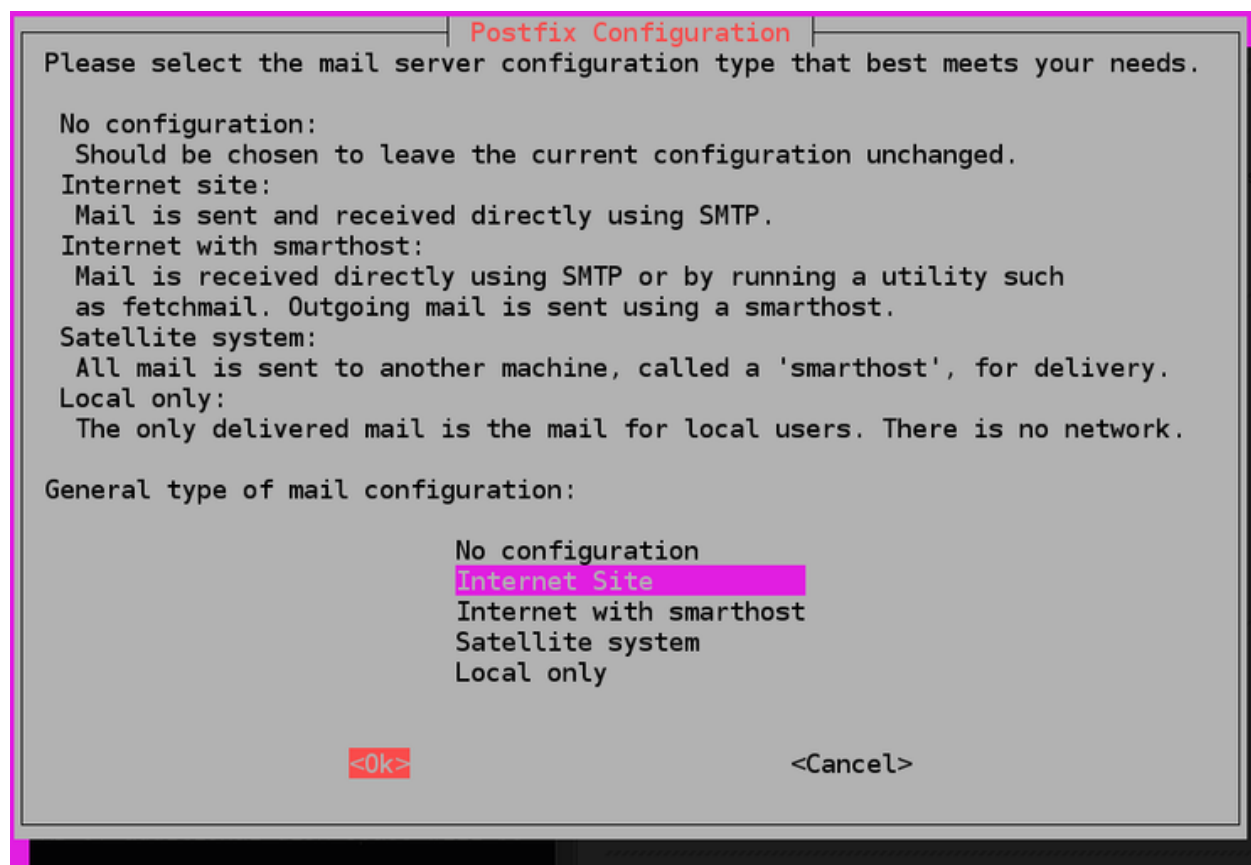 Postfix Configuration
Please select the mail server configuration type that best meets your needs.
No configuration:
Should be chosen to leave the current configuration unchanged.
Internet site:
Mail is sent and received directly using SMTP.
Internet with smarthost:
Mail is received directly using SMTP or by running a utility such
as fetchmail. Outgoing mail is sent using a smarthost.
Satellite system:
All mail is sent to another machine, called a 'smarthost', for delivery.
Local only:
The only delivered mail is the mail for local users. There is no network.
General type of mail configuration:
No configuration
Internet Site
Internet with smarthost
Satellite system
Local only
<Ok> <Cancel>